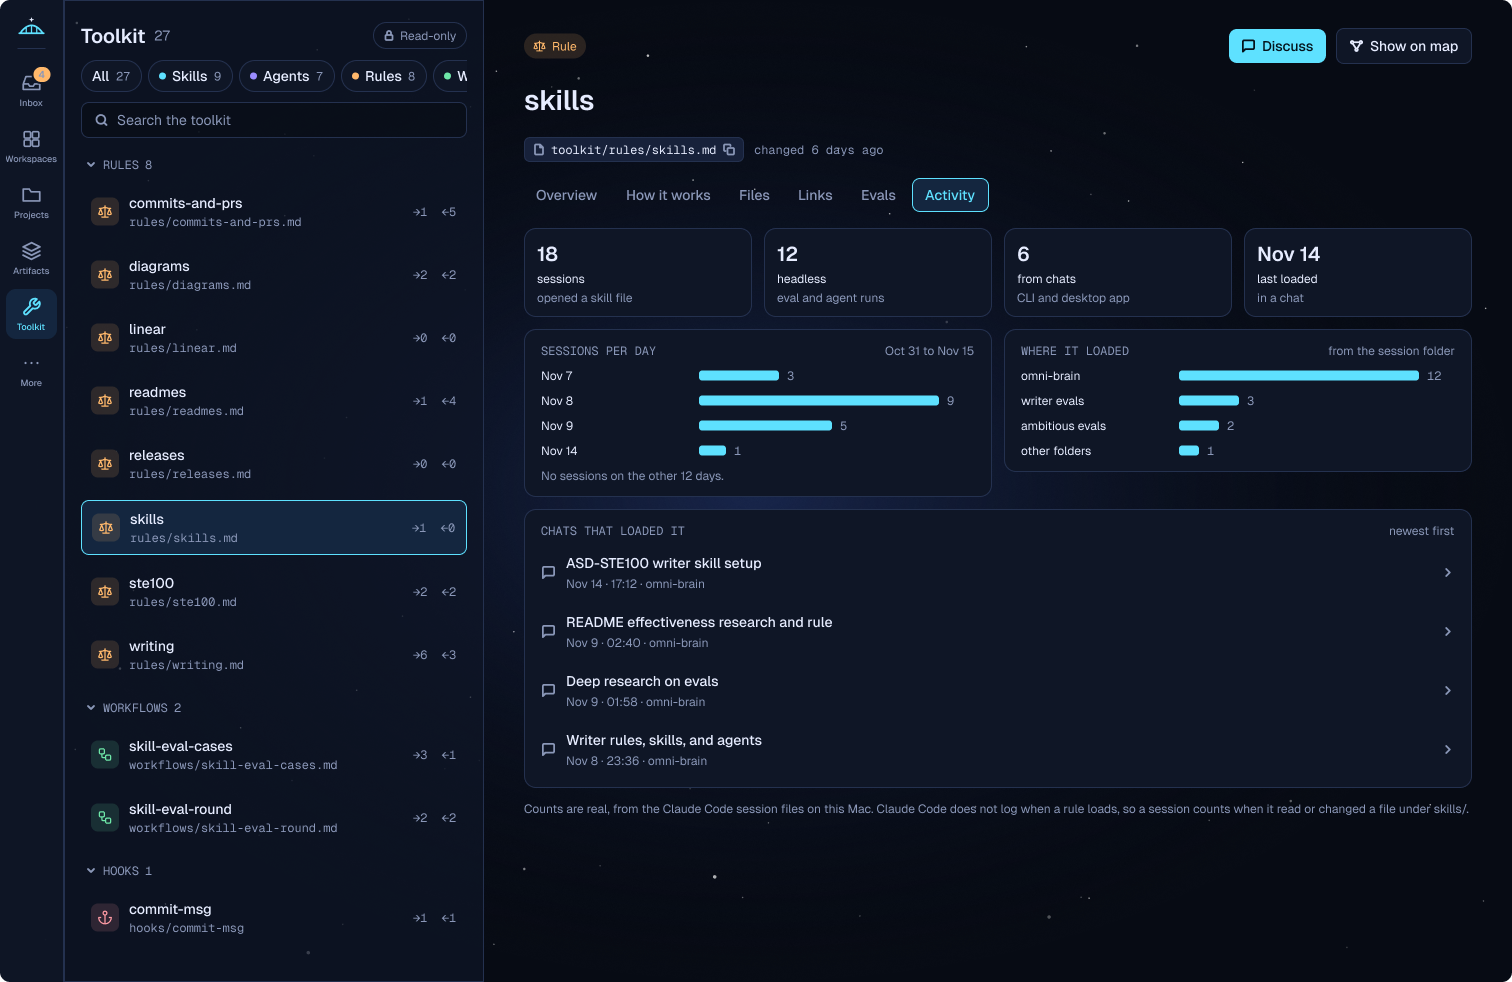 4
Inbox
Workspaces
Projects
Artifacts
Toolkit
More
Toolkit 27
Read-only
All 27
Skills 9
Agents 7
Rules 8
Search the toolkit
RULES 8
commits-and-prs
rules/commits-and-prs.md
→1 ←5
diagrams
rules/diagrams.md
→2 ←2
linear
rules/linear.md
→0 ←0
readmes
rules/readmes.md
→1 ←4
releases
rules/releases.md
→0 ←0
skills
rules/skills.md
→1 ←0
ste100
rules/ste100.md
→2 ←2
writing
rules/writing.md
→6 ←3
WORKFLOWS 2
skill-eval-cases
workflows/skill-eval-cases.md
→3 ←1
skill-eval-round
workflows/skill-eval-round.md
→2 ←2
HOOKS 1
commit-msg
hooks/commit-msg
→1 ←1
Rule
Discuss
Show on map
skills
toolkit/rules/skills.md
changed 6 days ago
Overview
How it works
Files
Links
Evals
Activity
18
sessions
opened a skill file
12
headless
eval and agent runs
6
from chats
CLI and desktop app
Nov 14
last loaded
in a chat
SESSIONS PER DAY
Oct 31 to Nov 15
Nov 7 3
Nov 8 9
Nov 9 5
Nov 14 1
No sessions on the other 12 days.
WHERE IT LOADED
from the session folder
omni-brain 12
writer evals 3
ambitious evals 2
other folders 1
CHATS THAT LOADED IT
newest first
ASD-STE100 writer skill setup
Nov 14 · 17:12 · omni-brain
README effectiveness research and rule
Nov 9 · 02:40 · omni-brain
Deep research on evals
Nov 9 · 01:58 · omni-brain
Writer rules, skills, and agents
Nov 8 · 23:36 · omni-brain
Counts are real, from the Claude Code session files on this Mac. Claude Code does not log when a rule loads, so a session counts when it read or changed a file under skills/.